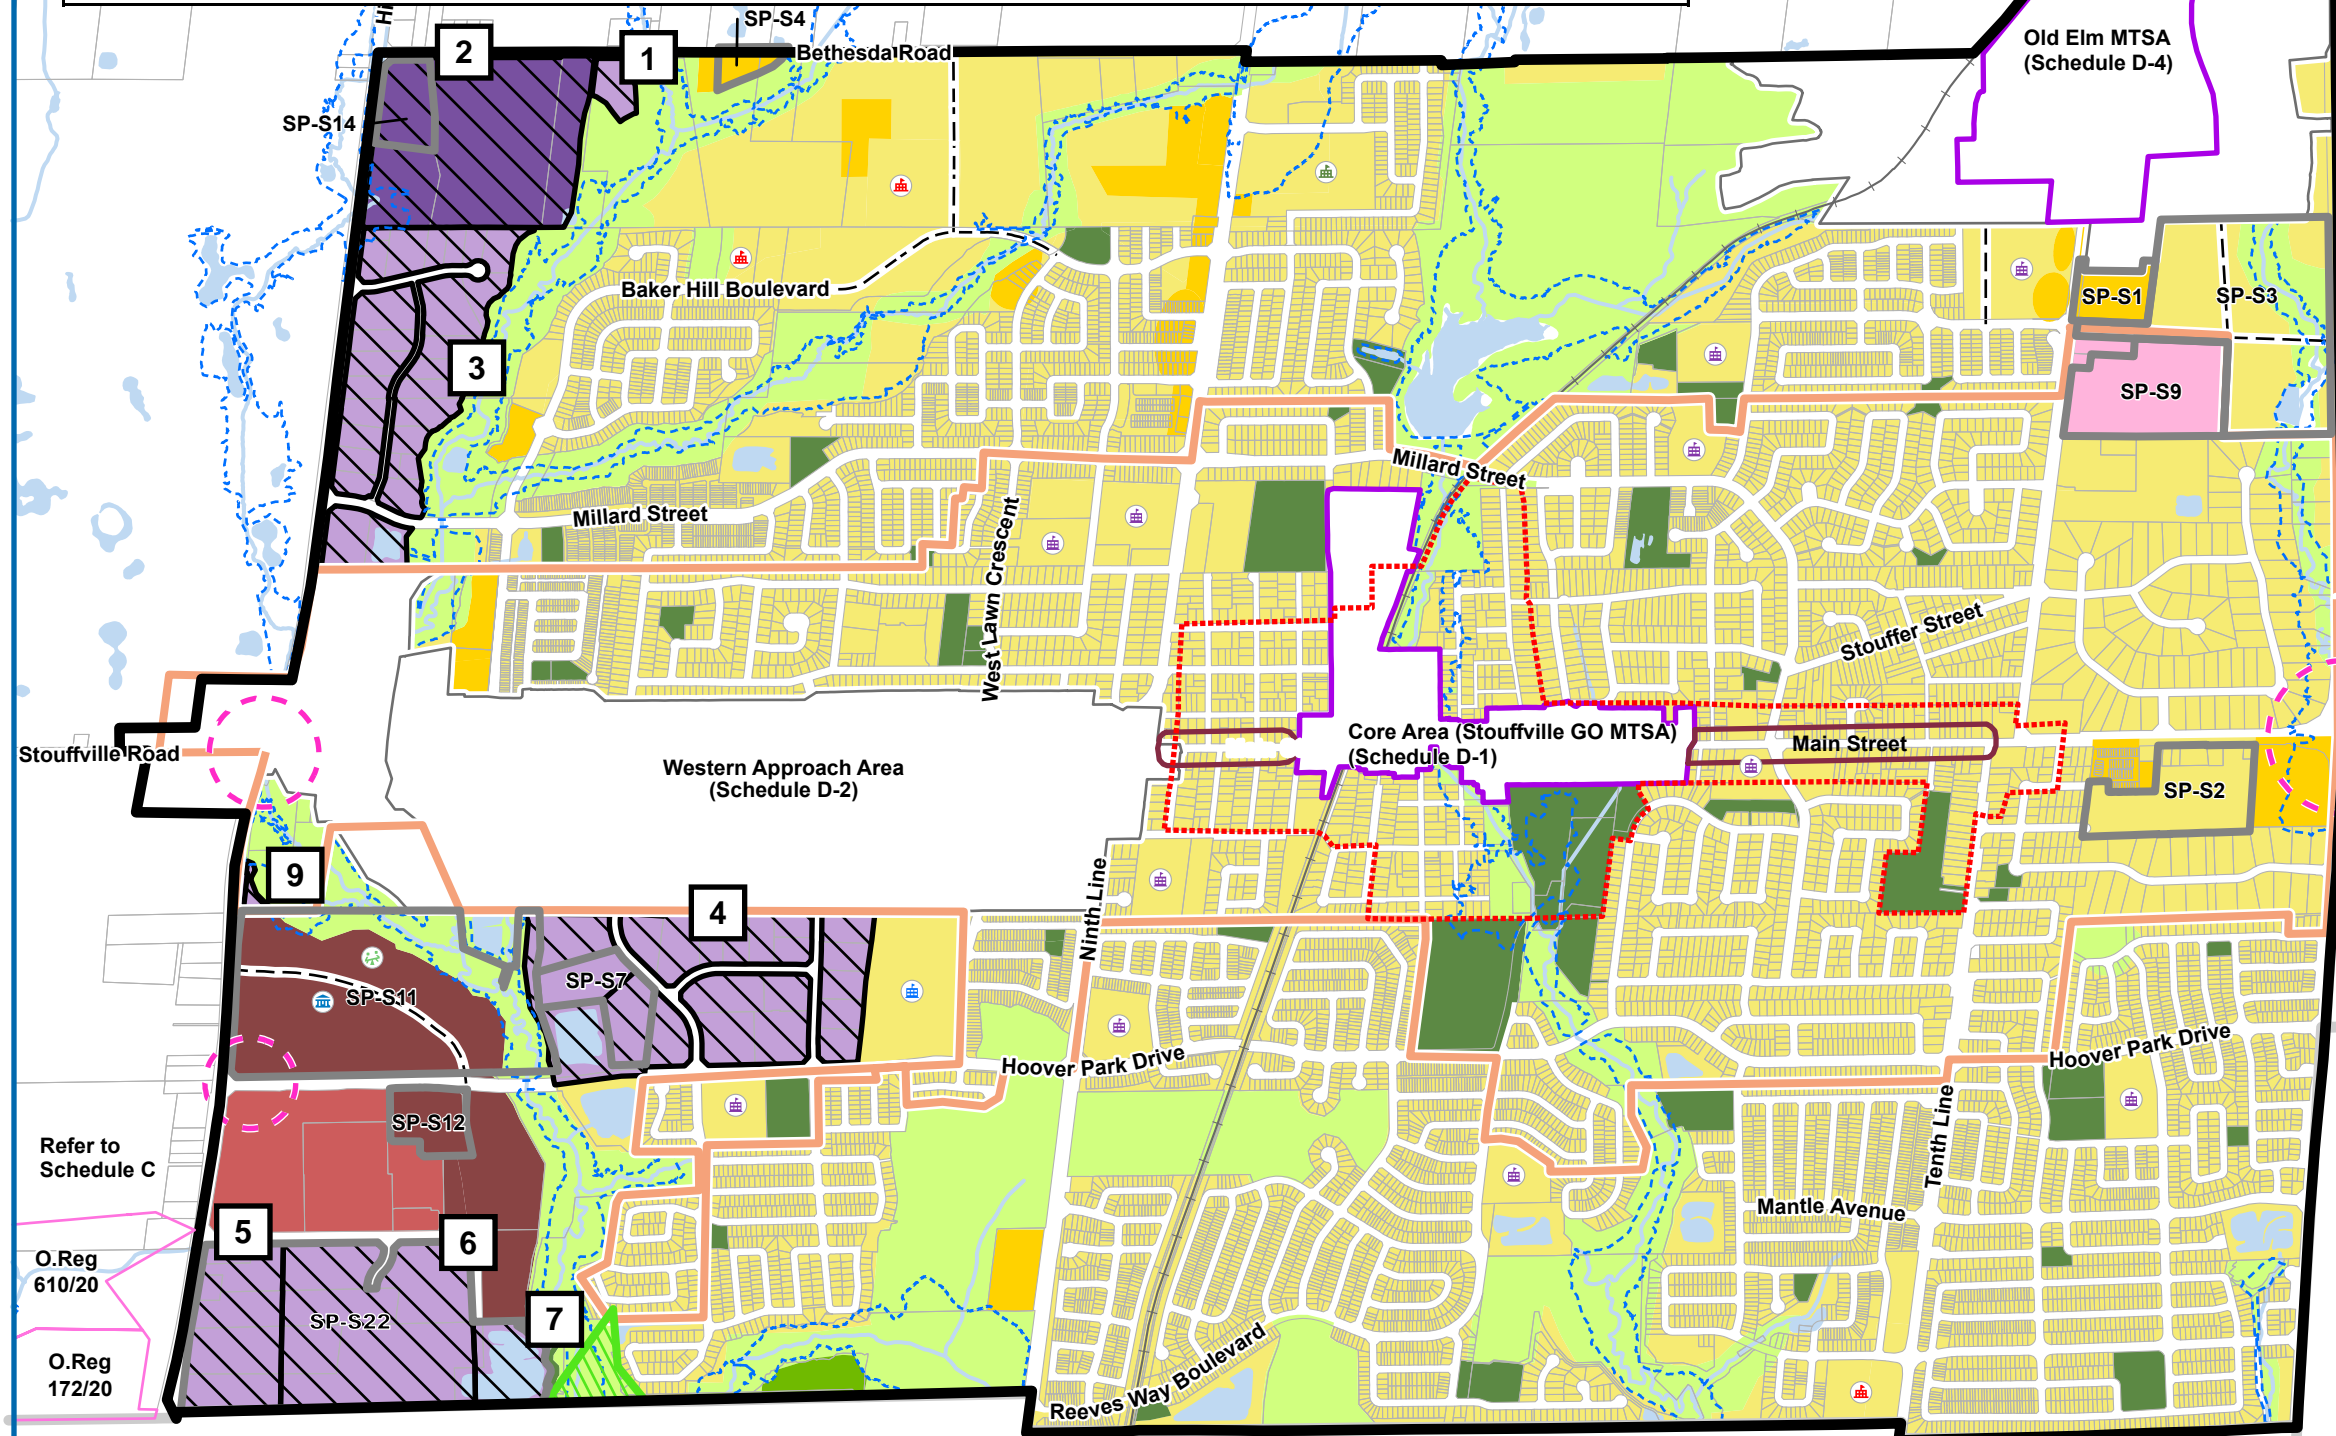 SP-S4
Hi
2
1
Bethesda Road
Old Elm MTSA
(Schedule D-4)
SP-S14
Baker Hill Boulevard
SP-S1
SP-S3
3
SP-S9
Millard Street
Millard Street
West Lawn Crescent
Stouffer Street
Stouffville Road
Core Area (Stouffville GO MTSA)
(Schedule D-1)
Main Street
Western Approach Area
(Schedule D-2)
SP-S2
9
Ninth Line
4
SP-S7
SP-S11
Hoover Park Drive
Hoover Park Drive
SP-S12
Refer to
Schedule C
Tenth Line
Mantle Avenue
5
6
O.Reg
610/20
SP-S22
7
O.Reg
172/20
Reeves Way Boulevard